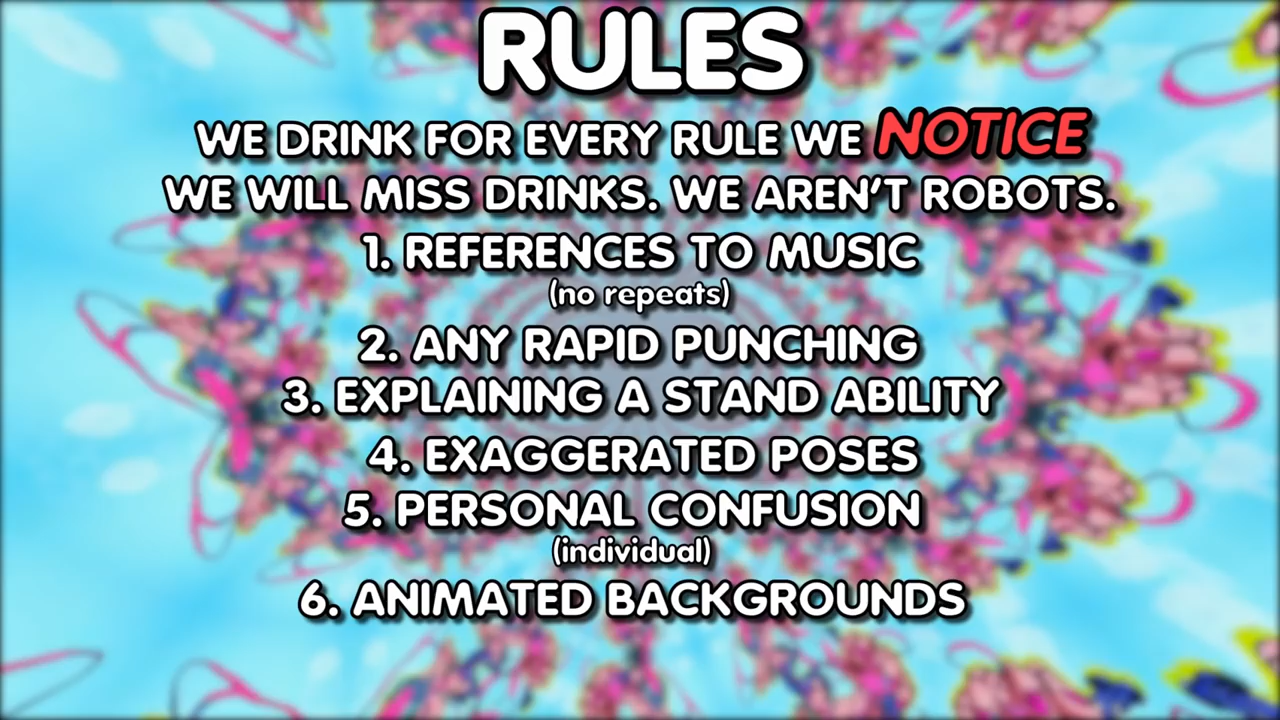 RULES
WE DRINK FOR EVERY RULE WE NOTICE
WE WILL MISS DRINKS. WE AREN'T ROBOTS.
1. REFERENCES TO MUSIC
(no repeats)
2. ANY RAPID PUNCHING
3. EXPLAINING A STAND ABILITY
4. EXAGGERATED POSES
5. PERSONAL CONFUSION
(individual)
6. ANIMATED BACKGROUNDS